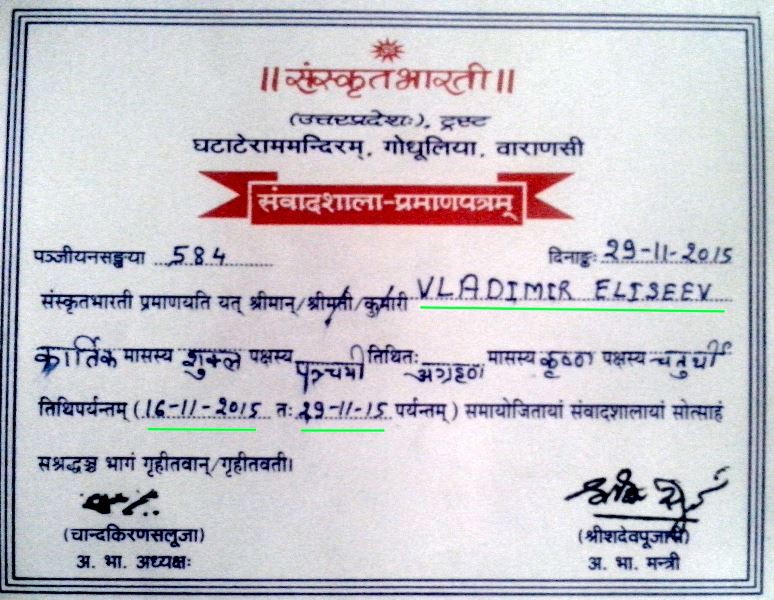 ॥संस्कृतभारती॥
(उत्तरप्रदेशः), ट्रस्ट
घटाटेराममन्दिरम्, गोधूलिया, वाराणसी
संवादशाला-प्रमाणपत्रम्
पञ्जीयनसङ्ख्या 584 दिनाङ्कः 29-11-2015
संस्कृतभारती प्रमाणयति यत् श्रीमान्/श्रीमती/कुमारी VLADIMIR ELISEEV
कार्तिक मासस्य शुक्ल पक्षस्य पञ्चमी तिथितः मासस्य कृष्ण पक्षस्य चतुर्थी
तिथिपर्यन्तम् (16-11-2015 तः 29-11-15 पर्यन्तम्) समायोजितायां संवादशालायां सोत्साहं
सश्रद्धञ्च भागं गृहीतवान्/गृहीतवती।
(चान्दकिरणसलूजा) (श्रीशदेवपूजारी)
अ. भा. अध्यक्षः अ. भा. मन्त्री